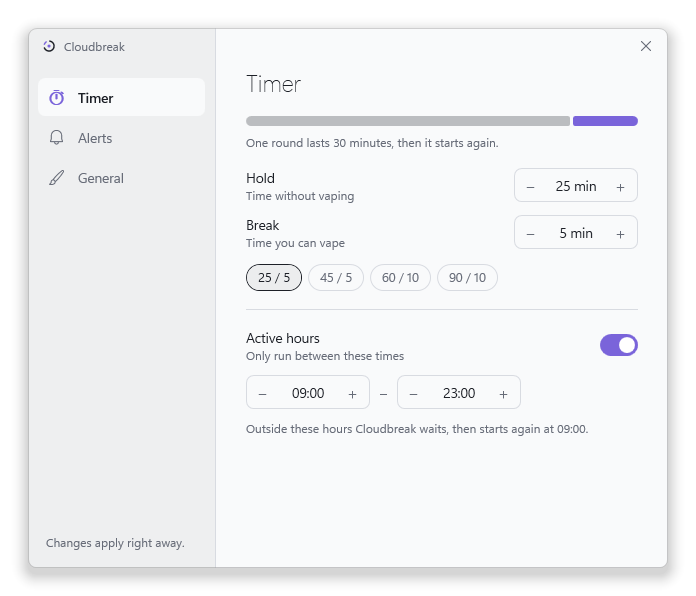 Cloudbreak
Timer
Alerts
General
Changes apply right away.
Timer
One round lasts 30 minutes, then it starts again.
Hold
Time without vaping
– 25 min +
Break
Time you can vape
– 5 min +
25 / 5 45 / 5 60 / 10 90 / 10
Active hours
Only run between these times
– 09:00 + – – 23:00 +
Outside these hours Cloudbreak waits, then starts again at 09:00.